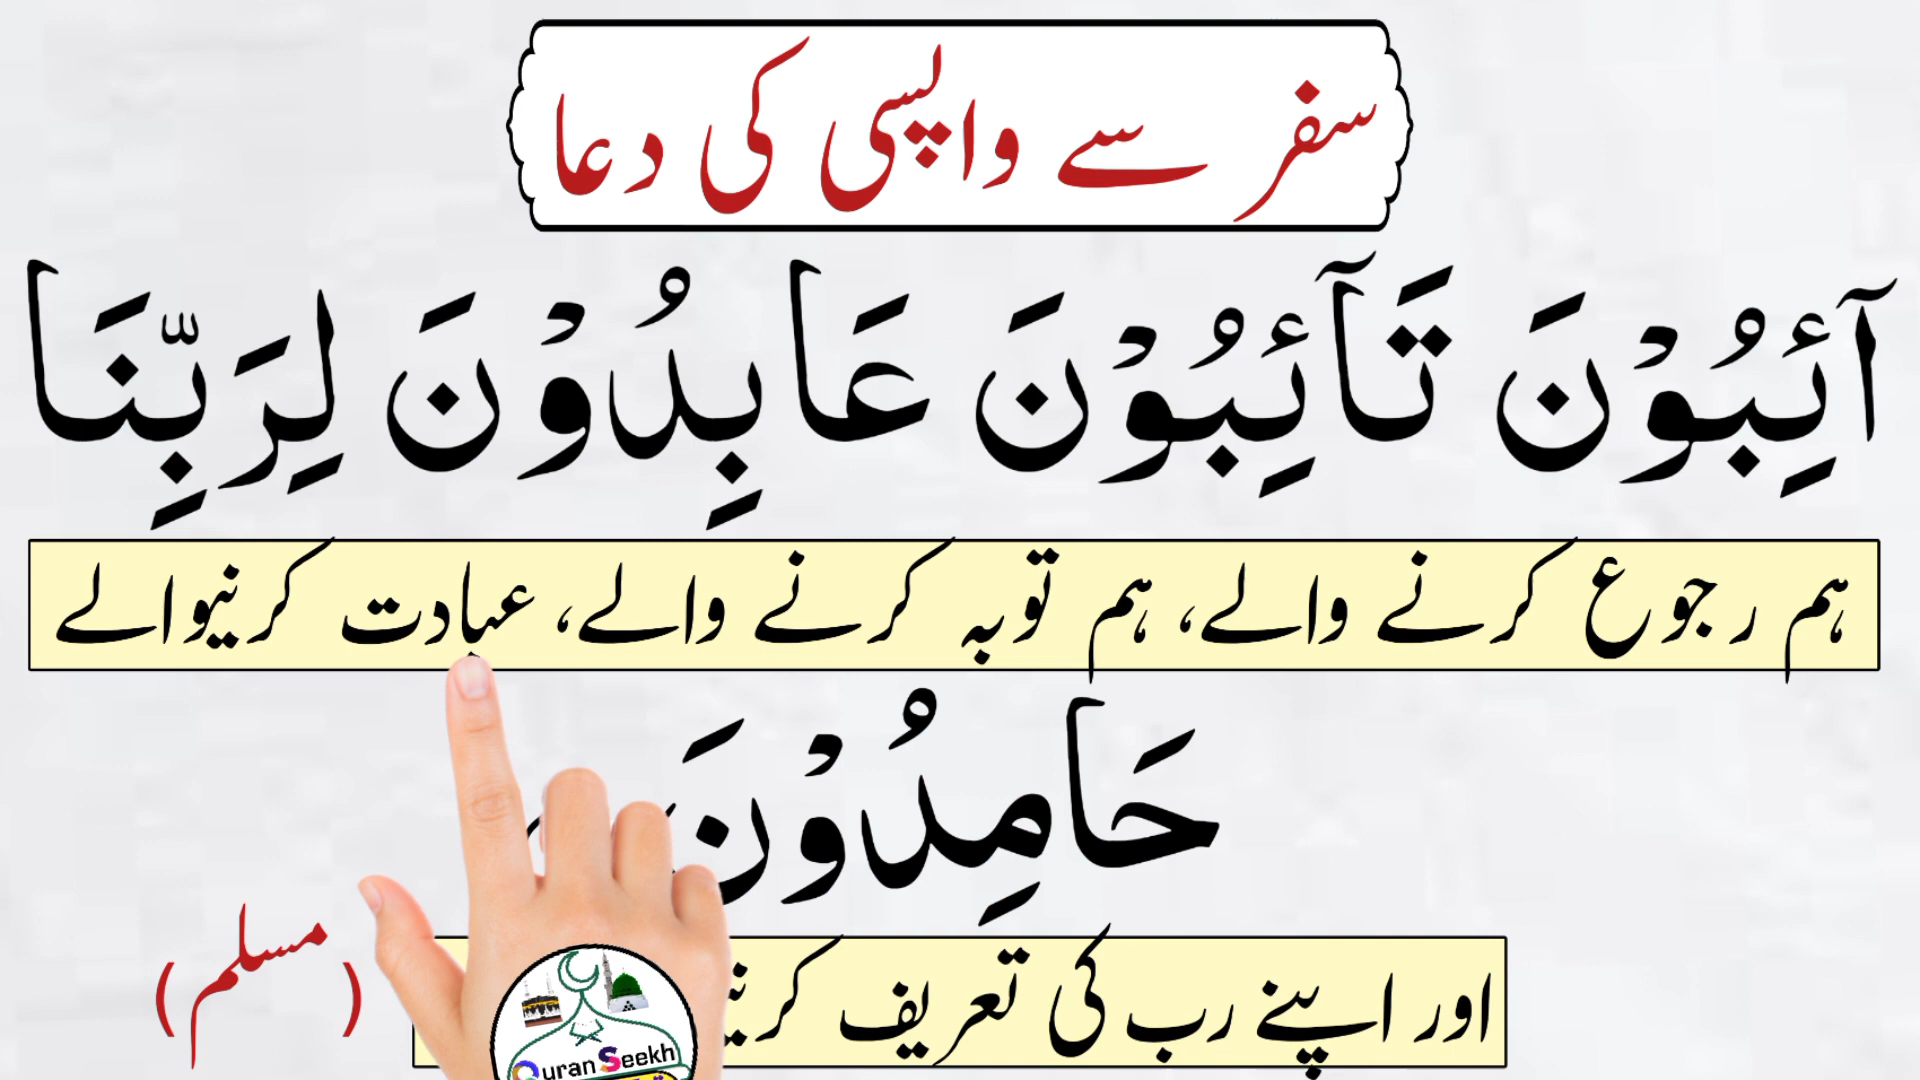 سفر سے واپسی کی دعا
آئِبُوْنَ تَآئِبُوْنَ عَابِدُوْنَ لِرَبِّنَا
ہم رجوع کرنے والے، ہم توبہ کرنے والے، عبادت کرنیوالے
حَامِدُوْنَ
اور اپنے رب کی تعریف
(مسلم)
Quran Seekh